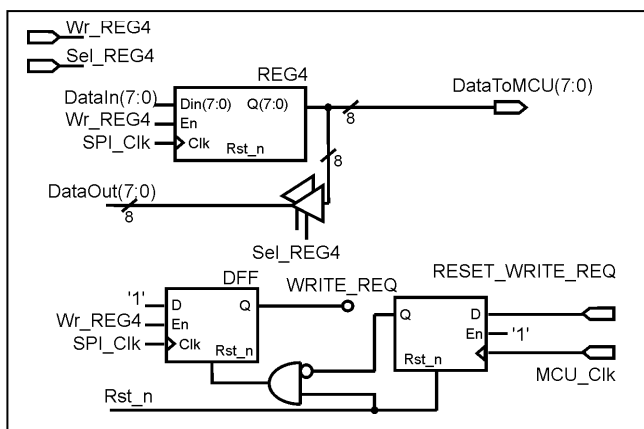 Wr_REG4
Sel_REG4
REG4
DataToMCU(7:0)
DataIn(7:0)
Din(7:0) Q(7:0)
Wr_REG4
En
8
SPI_Clk
Clk
Rst_n
8
DataOut(7:0)
8
Sel_REG4
DFF
WRITE_REQ
RESET_WRITE_REQ
'1'
D
Q
Q
D
Wr_REG4
En
En
'1'
SPI_Clk
Clk
Rst_n
Rst_n
MCU_Clk
Rst_n